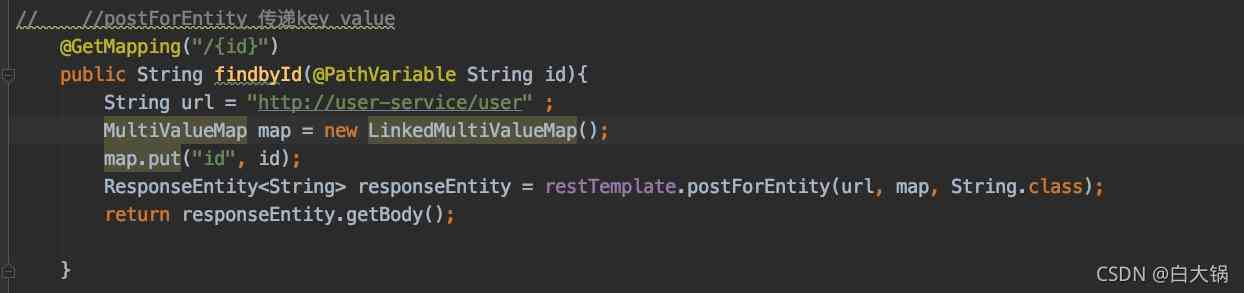 //    //postForEntity 传递key value
@GetMapping("/{id}")
public String findbyId(@PathVariable String id){
String url = "http://user-service/user" ;
MultiValueMap map = new LinkedMultiValueMap();
map.put("id", id);
ResponseEntity<String> responseEntity = restTemplate.postForEntity(url, map, String.class);
return responseEntity.getBody();
}
CSDN @白大锅